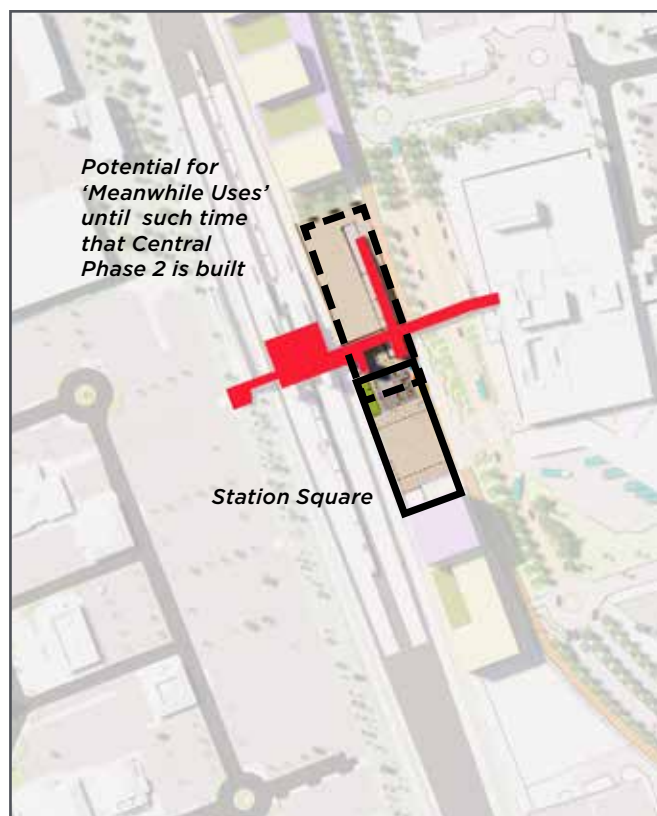 Potential for
‘Meanwhile Uses’
until such time
that Central
Phase 2 is built
Station Square